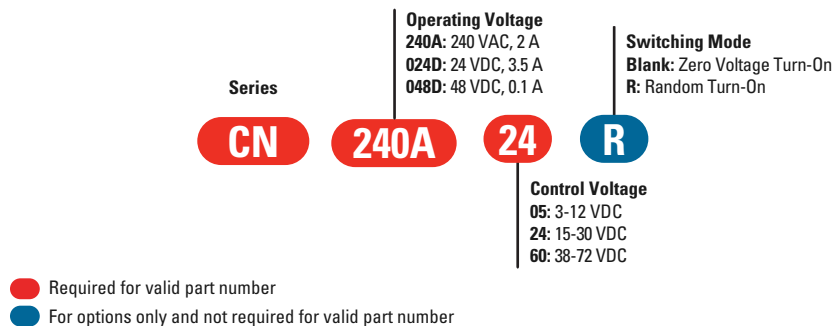 Operating Voltage
240A: 240 VAC, 2 A
024D: 24 VDC, 3.5 A
048D: 48 VDC, 0.1 A
Switching Mode
Blank: Zero Voltage Turn-On
R: Random Turn-On
Series
CN 240A 24 R
Control Voltage
05: 3-12 VDC
24: 15-30 VDC
60: 38-72 VDC
Required for valid part number
For options only and not required for valid part number